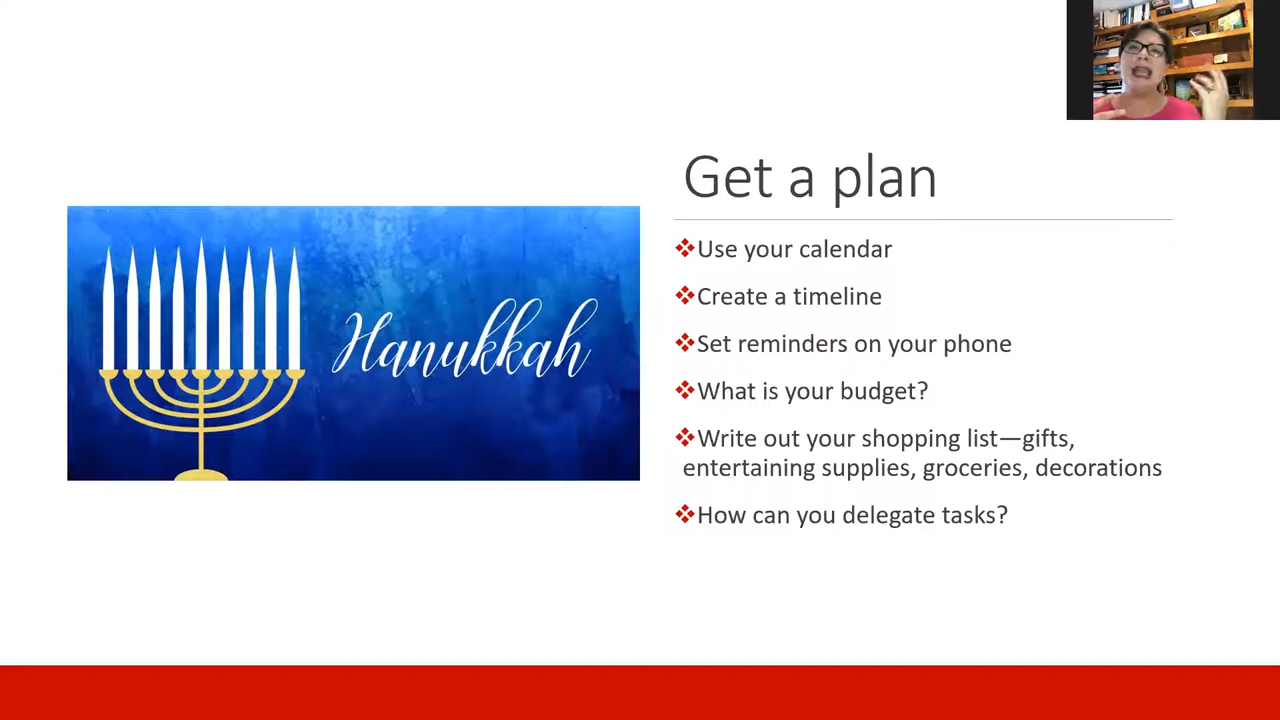 Get a plan
Hanukkah
❖Use your calendar
❖Create a timeline
❖Set reminders on your phone
❖What is your budget?
❖Write out your shopping list—gifts,
entertaining supplies, groceries, decorations
❖How can you delegate tasks?